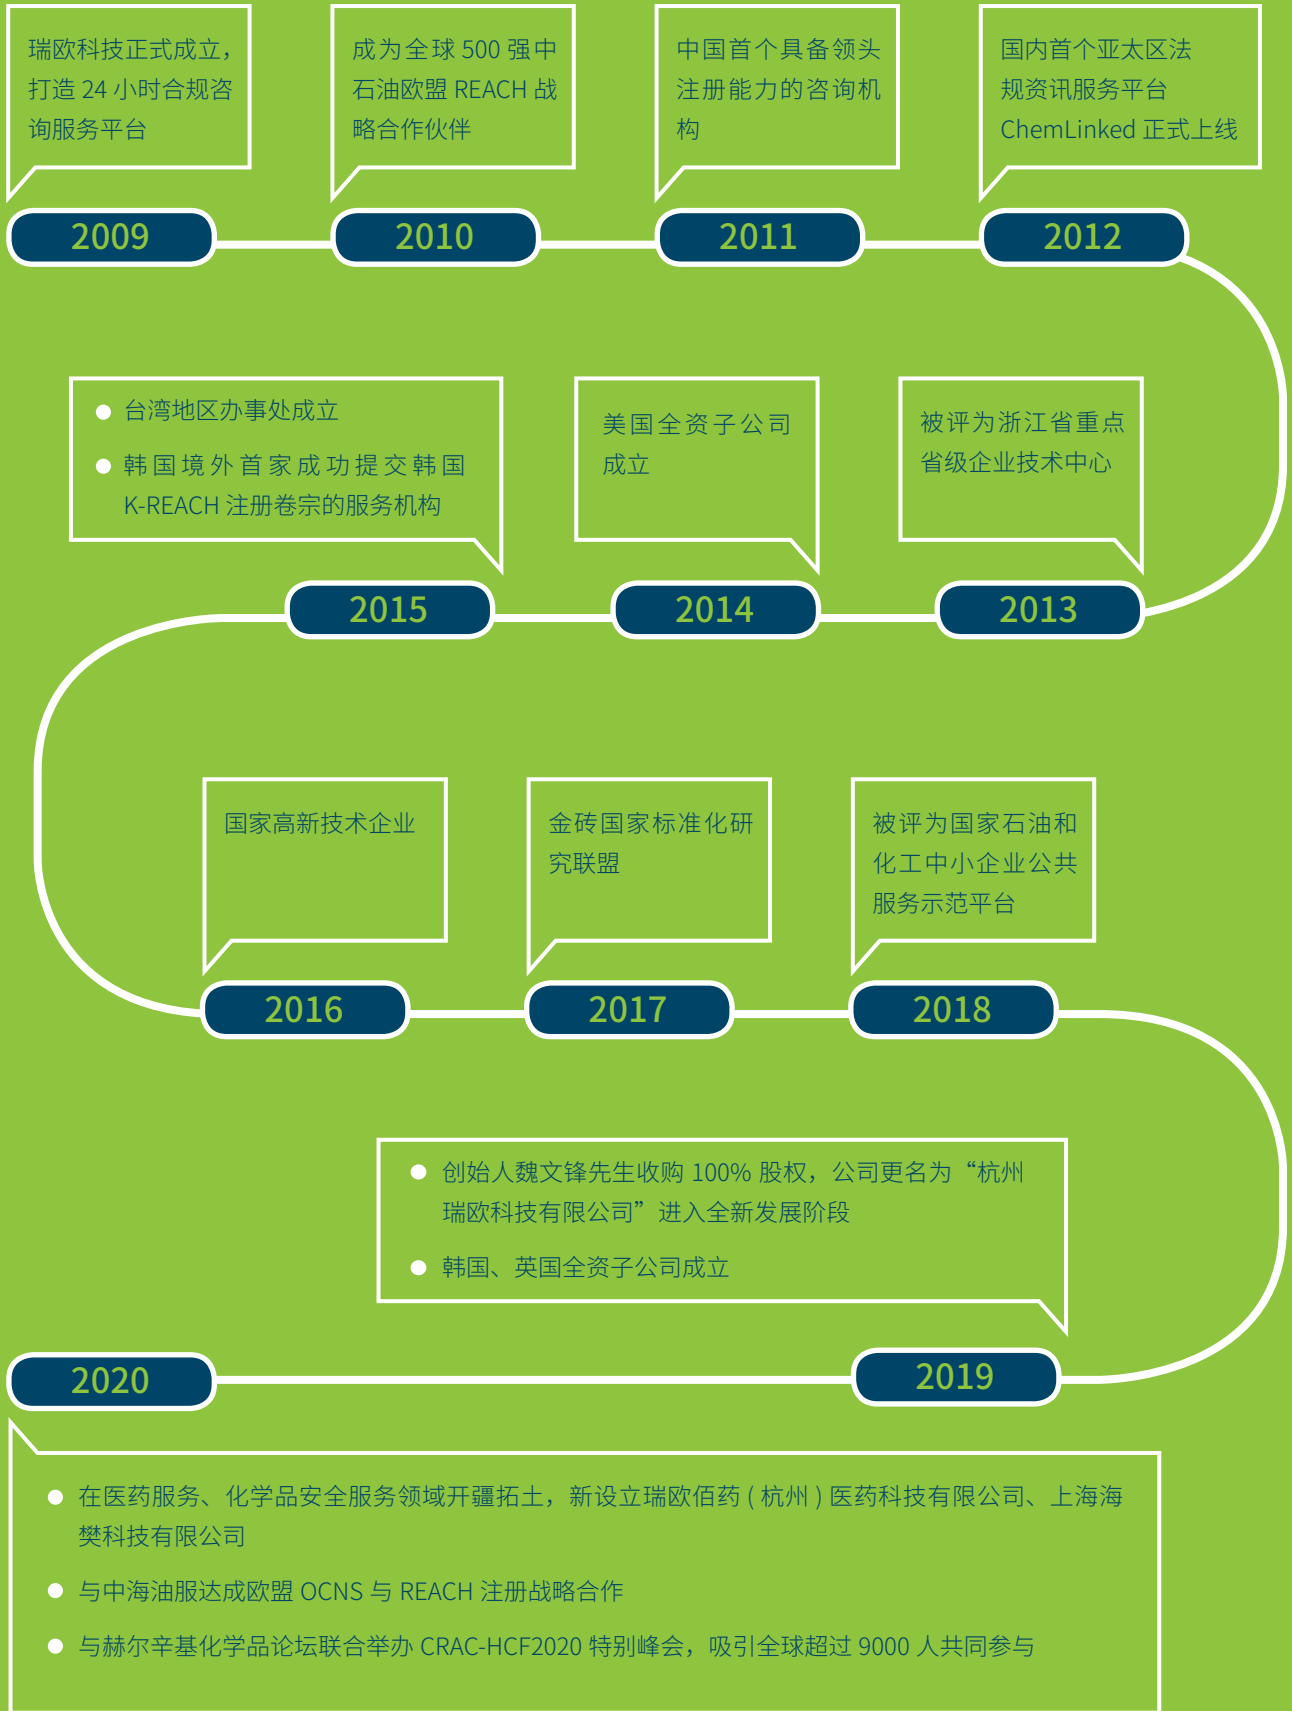 瑞欧科技正式成立，
打造 24 小时合规咨
询服务平台
2009
成为全球 500 强中
石油欧盟 REACH 战
略合作伙伴
2010
中国首个具备领头
注册能力的咨询机
构
2011
国内首个亚太区法
规资讯服务平台
ChemLinked 正式上线
2012
被评为浙江省重点
省级企业技术中心
2013
美国全资子公司
成立
2014
台湾地区办事处成立
韩国境外首家成功提交韩国
K-REACH 注册卷宗的服务机构
2015
国家高新技术企业
2016
金砖国家标准化研
究联盟
2017
被评为国家石油和
化工中小企业公共
服务示范平台
2018
创始人魏文锋先生收购 100% 股权，公司更名为“杭州
瑞欧科技有限公司”进入全新发展阶段
韩国、英国全资子公司成立
2019
2020
在医药服务、化学品安全服务领域开疆拓土，新设立瑞欧佰药 ( 杭州 ) 医药科技有限公司、上海海
樊科技有限公司
与中海油服达成欧盟 OCNS 与 REACH 注册战略合作
与赫尔辛基化学品论坛联合举办 CRAC-HCF2020 特别峰会，吸引全球超过 9000 人共同参与